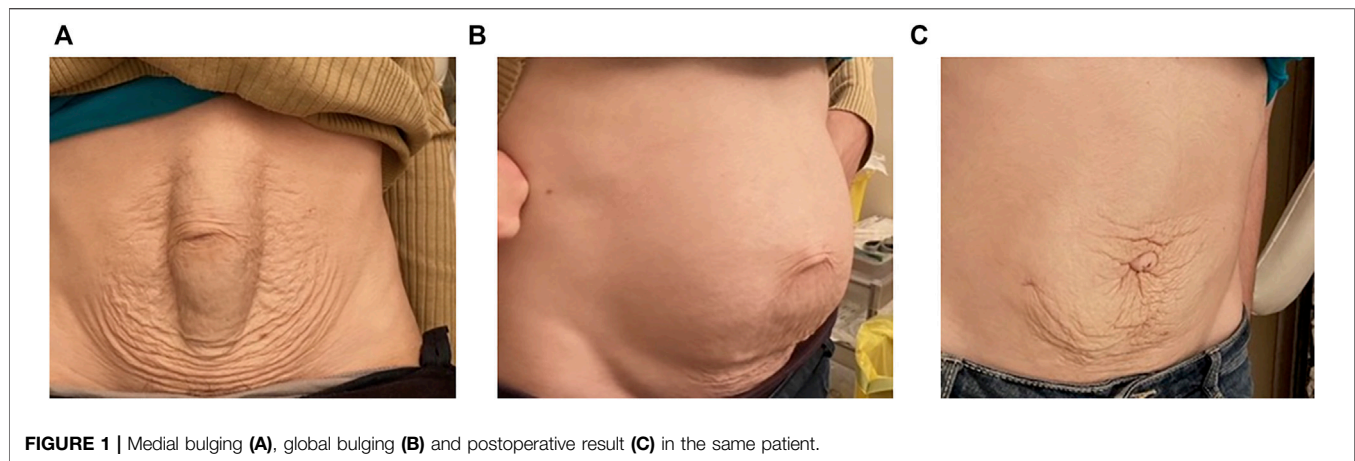 A
B
C
FIGURE 1 | Medial bulging (A), global bulging (B) and postoperative result (C) in the same patient.